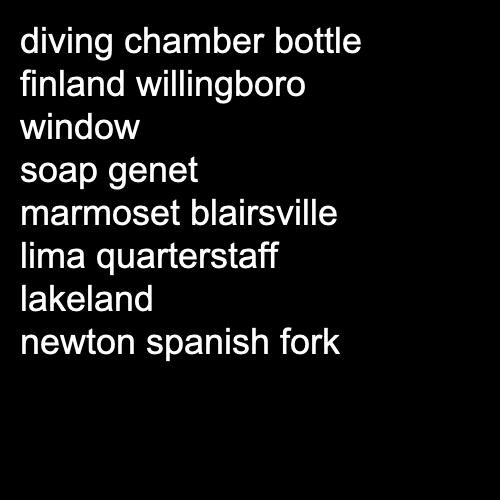 diving chamber bottle
finland willingboro
window
soap genet
marmoset blairsville
lima quarterstaff
lakeland
newton spanish fork